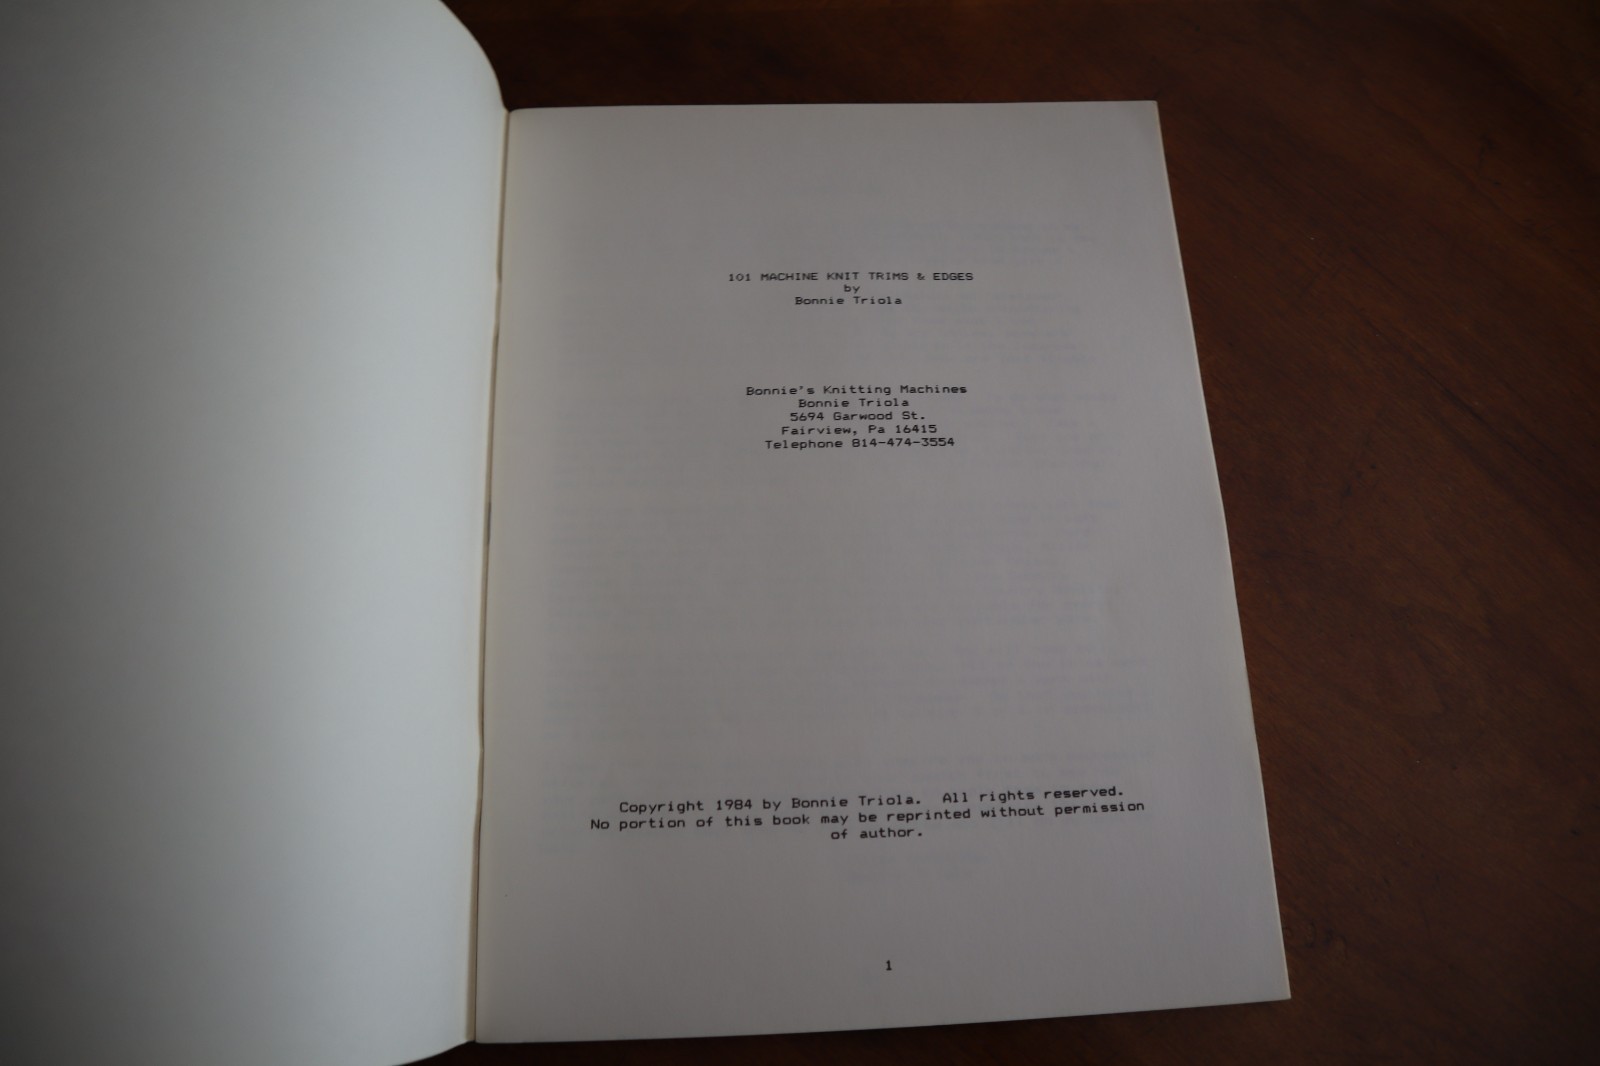 101 MACHINE KNIT TRIMS & EDGES
by
Bonnie Triola
Bonnie's Knitting Machines
Bonnie Triola
5694 Garwood St.
Fairview, Pa 16415
Telephone 814-474-3554
Copyright 1984 by Bonnie Triola. All rights reserved.
No portion of this book may be reprinted without permission
of author.
1